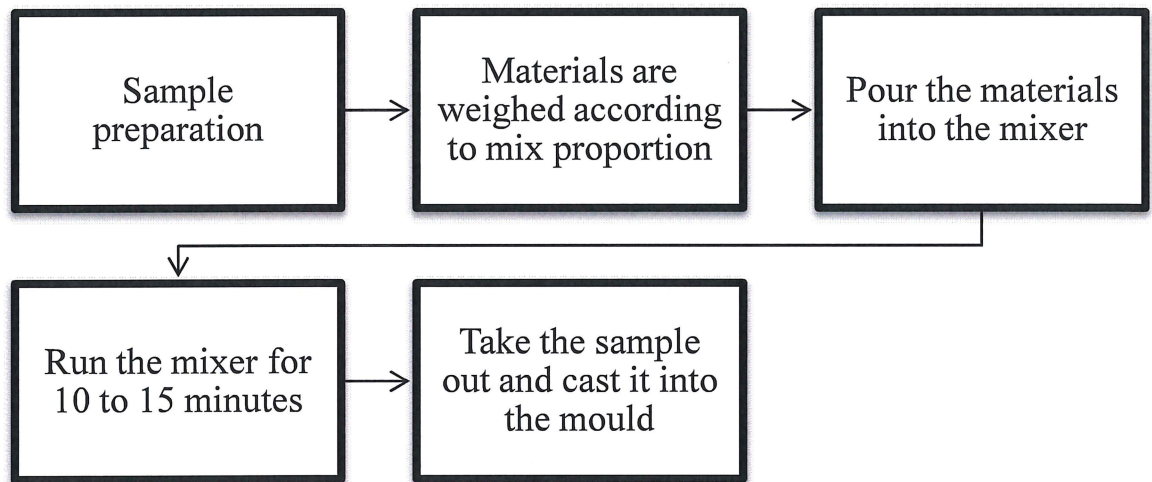 Sample
preparation
Materials are
weighed according
to mix proportion
Pour the materials
into the mixer
Run the mixer for
10 to 15 minutes
Take the sample
out and cast it into
the mould